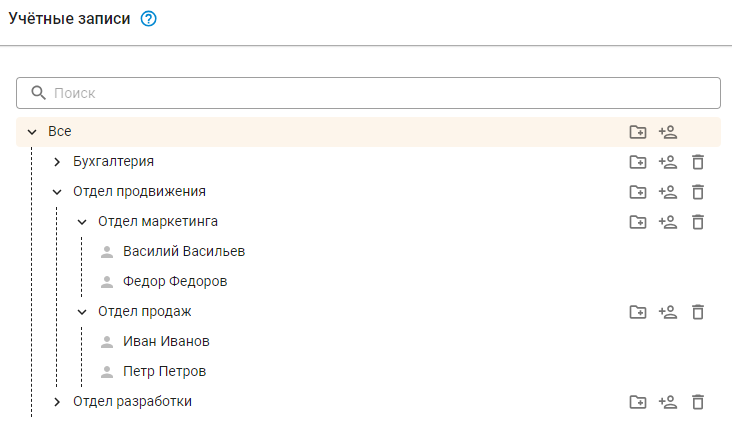 Учётные записи
Поиск
Все
Бухгалтерия
Отдел продвижения
Отдел маркетинга
Василий Васильев
Федор Федоров
Отдел продаж
Иван Иванов
Петр Петров
Отдел разработки